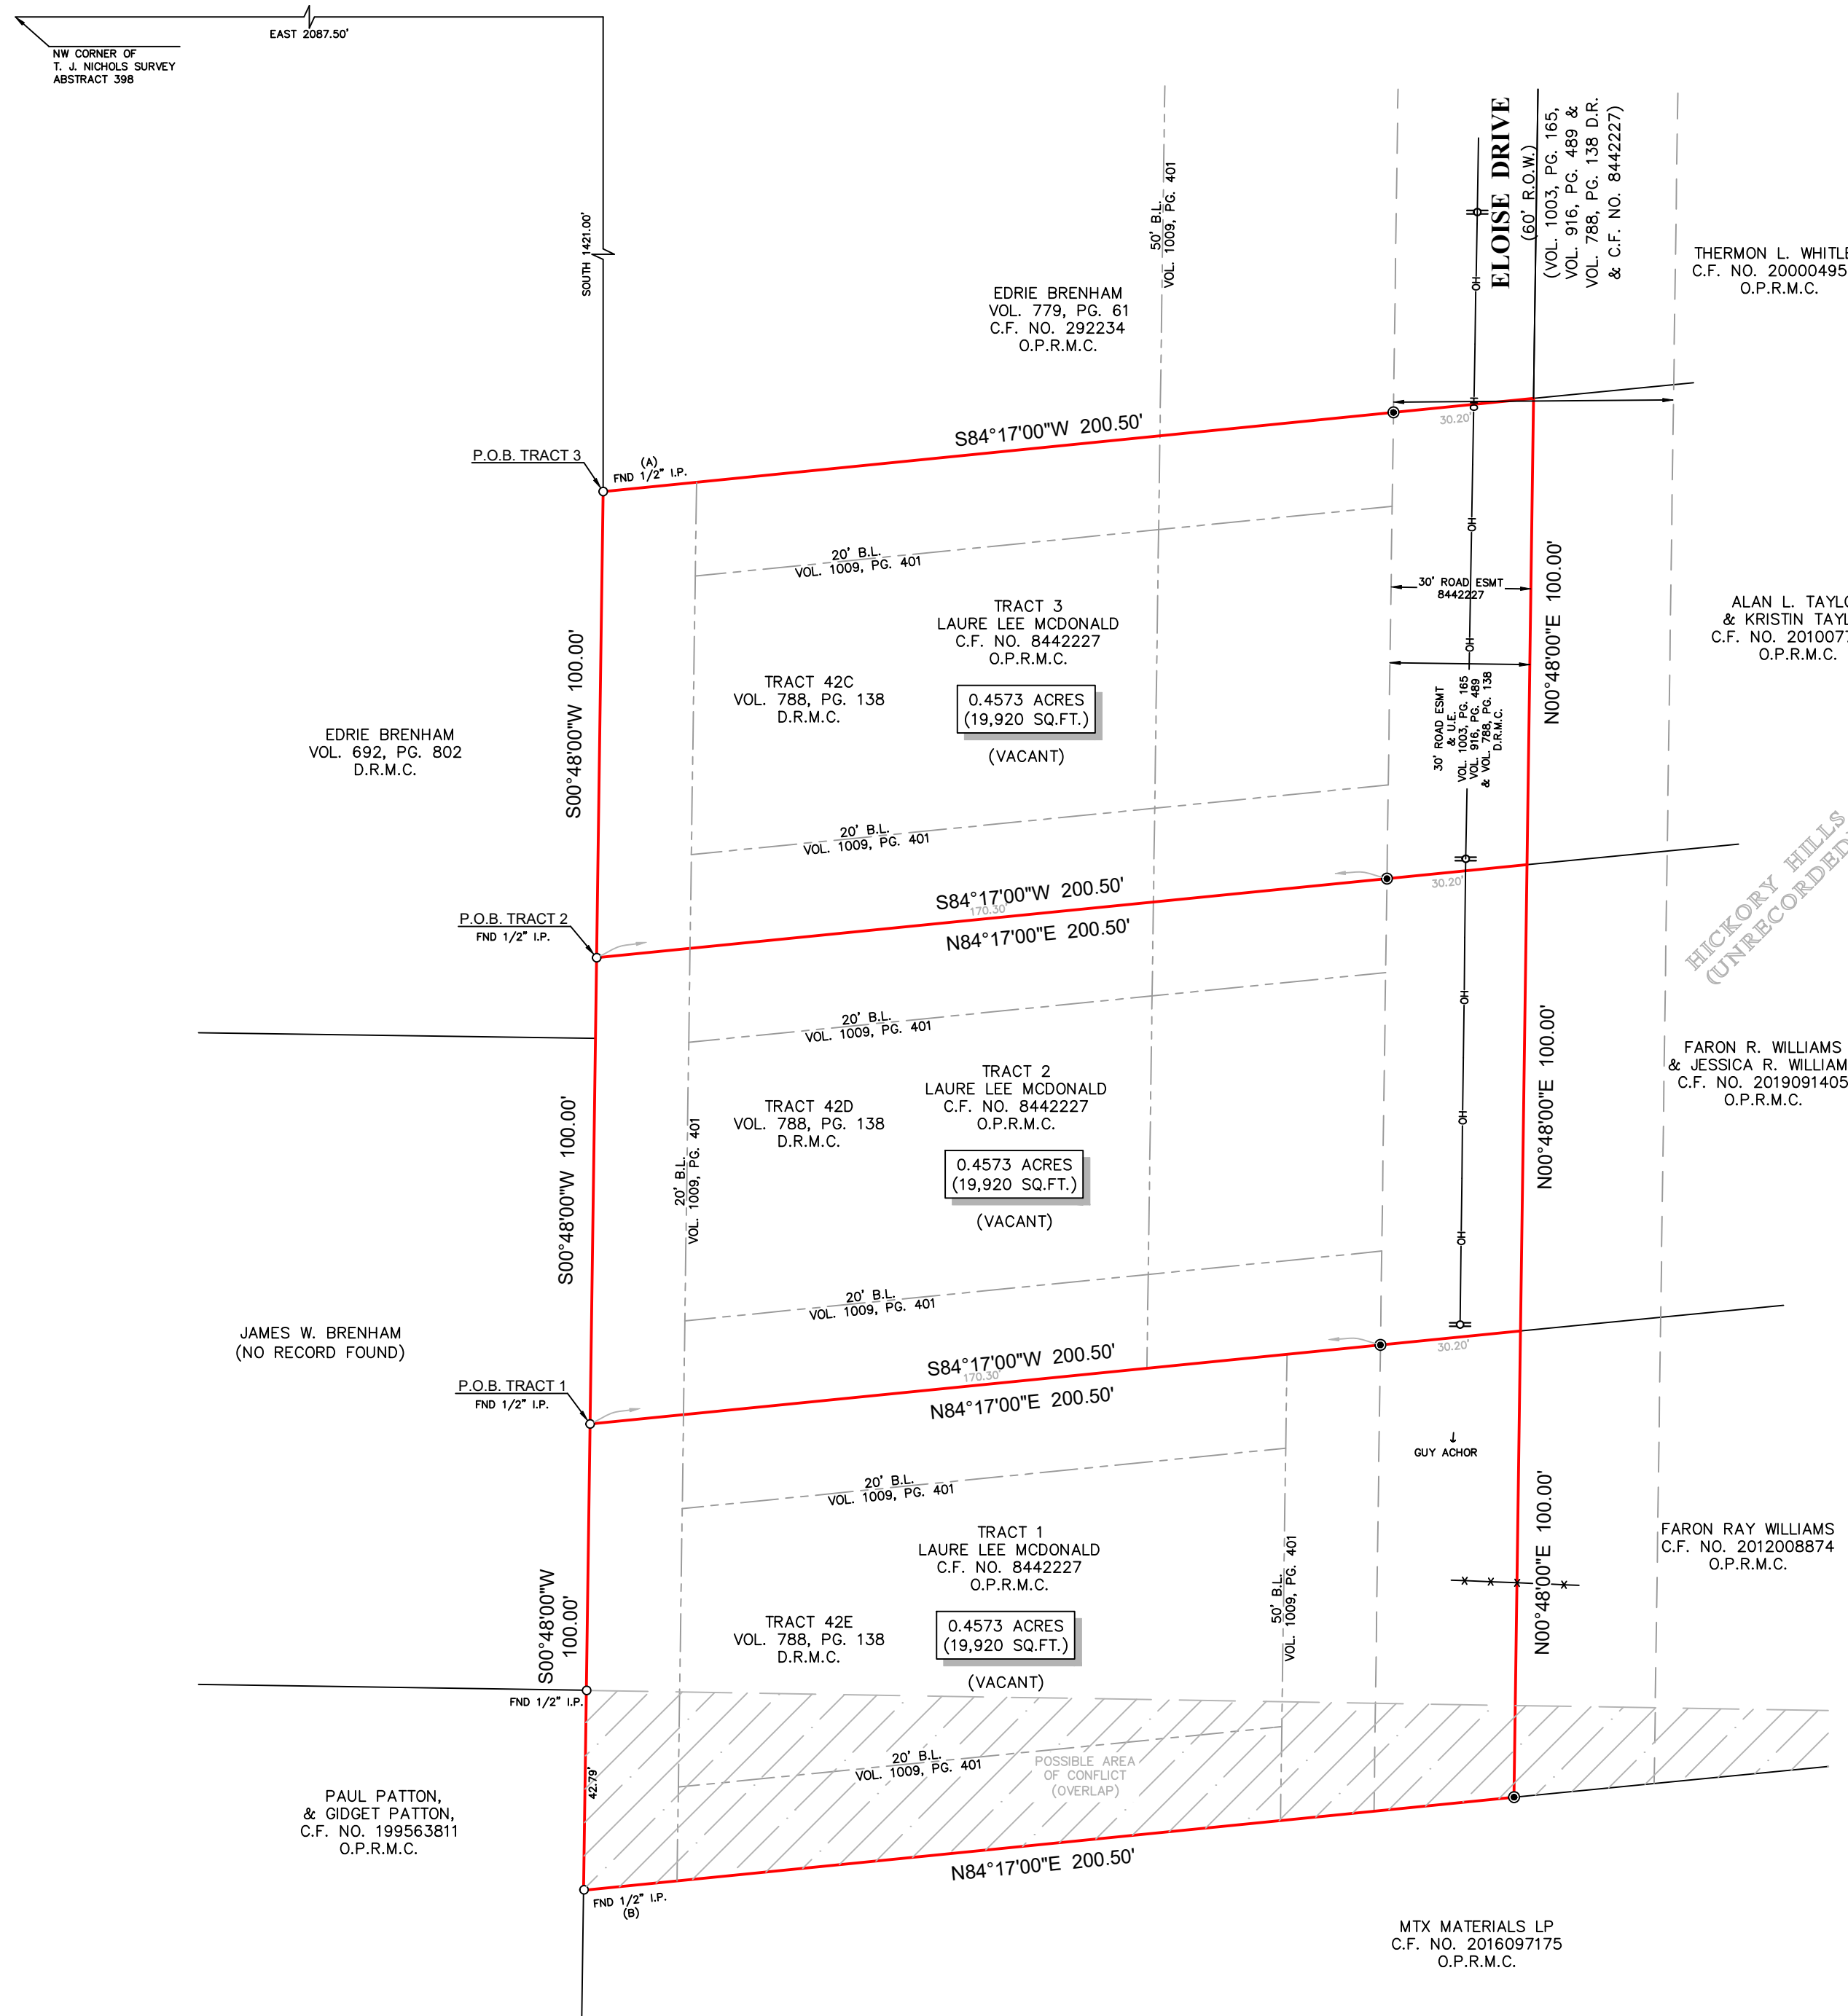 EAST 2087.50'
NW CORNER OF
T. J. NICHOLS SURVEY
ABSTRACT 398
SOUTH 1421.00'
50' B.L.
VOL. 1009, PG. 401
ELOISE DRIVE
(60' R.O.W.)
(VOL. 1003, PG. 165,
VOL. 916, PG. 489 &
VOL. 788, PG. 138 D.R.
& C.F. NO. 8442227)
THERMON L. WHITLE
C.F. NO. 20000495
O.P.R.M.C.
EDRIE BRENHAM
VOL. 779, PG. 61
C.F. NO. 292234
O.P.R.M.C.
OH
OH
S84°17'00"W 200.50'
30.20'
P.O.B. TRACT 3
(A)
FND 1/2" I.P.
20' B.L.
VOL. 1009, PG. 401
OH
30' ROAD ESMT
8442227
N00°48'00"E 100.00'
ALAN L. TAYLO
& KRISTIN TAYL
C.F. NO. 2010077
O.P.R.M.C.
TRACT 3
LAURE LEE MCDONALD
C.F. NO. 8442227
O.P.R.M.C.
S00°48'00"W 100.00'
TRACT 42C
VOL. 788, PG. 138
D.R.M.C.
0.4573 ACRES
(19,920 SQ.FT.)
(VACANT)
OH
30' ROAD ESMT
& U.E.
VOL. 1003, PG. 165
VOL. 916, PG. 489
& VOL. 788, PG. 138
D.R.M.C.
EDRIE BRENHAM
VOL. 692, PG. 802
D.R.M.C.
20' B.L.
VOL. 1009, PG. 401
HICKORY HILLS
(UNRECORDED
S84°17'00"W 200.50'
170.30'
N84°17'00"E 200.50'
30.20'
P.O.B. TRACT 2
FND 1/2" I.P.
OH
20' B.L.
VOL. 1009, PG. 401
TRACT 2
LAURE LEE MCDONALD
C.F. NO. 8442227
O.P.R.M.C.
N00°48'00"E 100.00'
FARON R. WILLIAMS
& JESSICA R. WILLIAM
C.F. NO. 2019091405
O.P.R.M.C.
S00°48'00"W 100.00'
TRACT 42D
VOL. 788, PG. 138
D.R.M.C.
20' B.L.
VOL. 1009, PG. 401
OH
0.4573 ACRES
(19,920 SQ.FT.)
(VACANT)
OH
20' B.L.
VOL. 1009, PG. 401
JAMES W. BRENHAM
(NO RECORD FOUND)
S84°17'00"W 200.50'
170.30'
N84°17'00"E 200.50'
30.20'
P.O.B. TRACT 1
FND 1/2" I.P.
GUY ACHOR
20' B.L.
VOL. 1009, PG. 401
TRACT 1
LAURE LEE MCDONALD
C.F. NO. 8442227
O.P.R.M.C.
50' B.L.
VOL. 1009, PG. 401
N00°48'00"E 100.00'
FARON RAY WILLIAMS
C.F. NO. 2012008874
O.P.R.M.C.
X X X X
S00°48'00"W
100.00'
TRACT 42E
VOL. 788, PG. 138
D.R.M.C.
0.4573 ACRES
(19,920 SQ.FT.)
(VACANT)
FND 1/2" I.P.
20' B.L.
VOL. 1009, PG. 401
POSSIBLE AREA
OF CONFLICT
(OVERLAP)
42.79'
PAUL PATTON,
& GIDGET PATTON,
C.F. NO. 199563811
O.P.R.M.C.
N84°17'00"E 200.50'
FND 1/2" I.P.
(B)
MTX MATERIALS LP
C.F. NO. 2016097175
O.P.R.M.C.